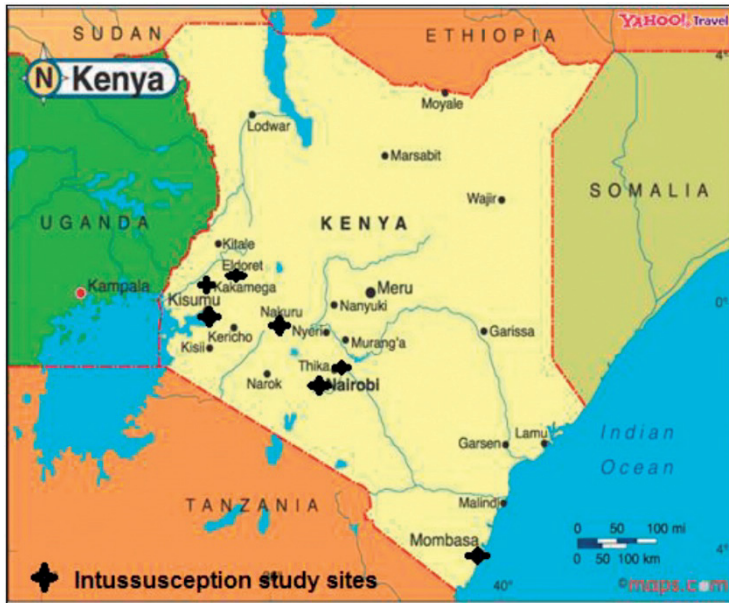 YAHOO! Travel
SUDAN
ETHIOPIA
4°
N Kenya
Moyale
Lodwar
Marsabit
SOMALIA
Wajir
UGANDA
KENYA
Kitale
Eldoret
Kampala
Kakamega
Meru
0°
Kisumu
Nakuru
Nanyuki
Kericho
Nyeri
Garissa
Kisii
Murang'a
Thika
Narok
Nairobi
Garsen
Lamu
Indian
Ocean
TANZANIA
Malindi
0 50 100 mi
0 50 100 km
Mombasa
4°
Intussusception study sites
40°
©maps.com